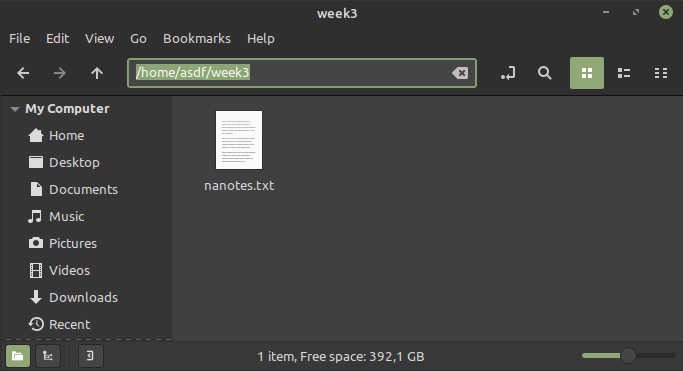 week3
File Edit View Go Bookmarks Help
/home/asdf/week3
My Computer
Home
Desktop
Documents
Music
Pictures
Videos
Downloads
Recent
nanotes.txt
1 item, Free space: 392,1 GB